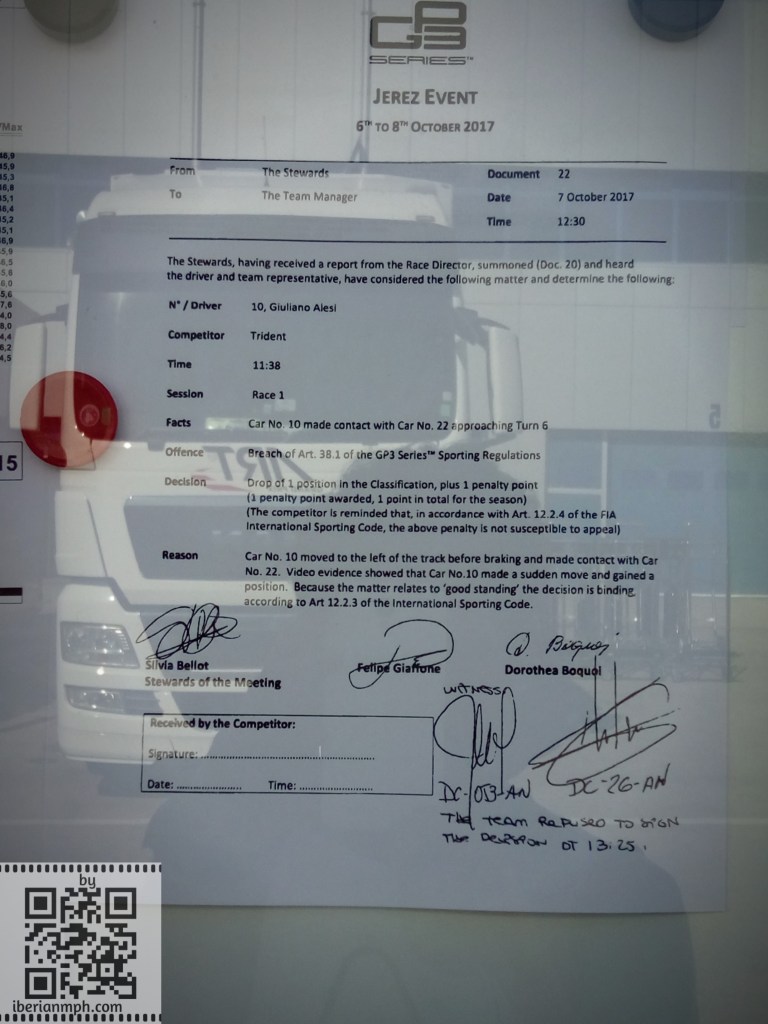 GP3
SERIES™
JEREZ EVENT
6TH TO 8TH OCTOBER 2017
/Max
From The Stewards Document 22
To The Team Manager Date 7 October 2017
Time 12:30
The Stewards, having received a report from the Race Director, summoned (Doc. 20) and heard
the driver and team representative, have considered the following matter and determine the following:
N° / Driver 10, Giuliano Alesi
Competitor Trident
Time 11:38
Session Race 1
Facts Car No. 10 made contact with Car No. 22 approaching Turn 6
Offence Breach of Art. 38.1 of the GP3 Series™ Sporting Regulations
Decision Drop of 1 position in the Classification, plus 1 penalty point
(1 penalty point awarded, 1 point in total for the season)
(The competitor is reminded that, in accordance with Art. 12.2.4 of the FIA
International Sporting Code, the above penalty is not susceptible to appeal)
Reason Car No. 10 moved to the left of the track before braking and made contact with Car
No. 22. Video evidence showed that Car No.10 made a sudden move and gained a
position. Because the matter relates to 'good standing' the decision is binding
according to Art 12.2.3 of the International Sporting Code.
Silvia Bellot Felipe Giaffone Dorothea Boquoi
Stewards of the Meeting
WITNESS
Received by the Competitor:
Signature: ..........................................................
Date: ...................... Time: ..........................
DC-26-AN
THE TEAM REFUSED TO SIGN
THE DECISION OT 13.25.
15
by
iberianmph.com